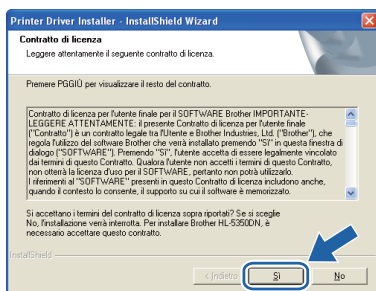 Printer Driver Installer - InstallShield Wizard
Contratto di licenza
Leggere attentamente il seguente contratto di licenza.
Premere PGGIÙ per visualizzare il resto del contratto.
Contratto di licenza per l'utente finale per il SOFTWARE Brother IMPORTANTE-
LEGGERE ATTENTAMENTE: il presente Contratto di licenza per l'utente finale
("Contratto") è un contratto legale tra l'Utente e Brother Industries, Ltd. ("Brother"), che
regola l'utilizzo del software Brother che verrà installato premendo "SI" in questa finestra di
dialogo ("SOFTWARE"). Premendo "SI", l'utente accetta di essere legalmente vincolato
dai termini di questo Contratto. Qualora l'utente non accetti i termini di questo Contratto,
non otterrà la licenza d'uso per il SOFTWARE, pertanto non potrà utilizzarlo.
I riferimenti al "SOFTWARE" presenti in questo Contratto di licenza includono anche,
quando il contesto lo consente, il supporto su cui il software è memorizzato.
Si accettano i termini del contratto di licenza sopra riportati? Se si sceglie
No, l'installazione verrà interrotta. Per installare Brother HL-5350DN, è
necessario accettare questo contratto.
InstallShield
< Indietro Sì No